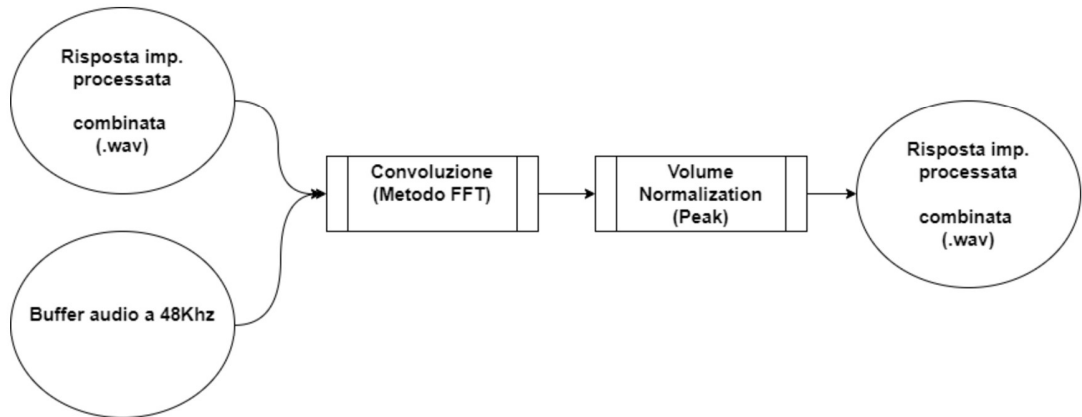 Risposta imp.
processata
combinata
(.wav)
Buffer audio a 48Khz
Convoluzione
(Metodo FFT)
Volume
Normalization
(Peak)
Risposta imp.
processata
combinata
(.wav)